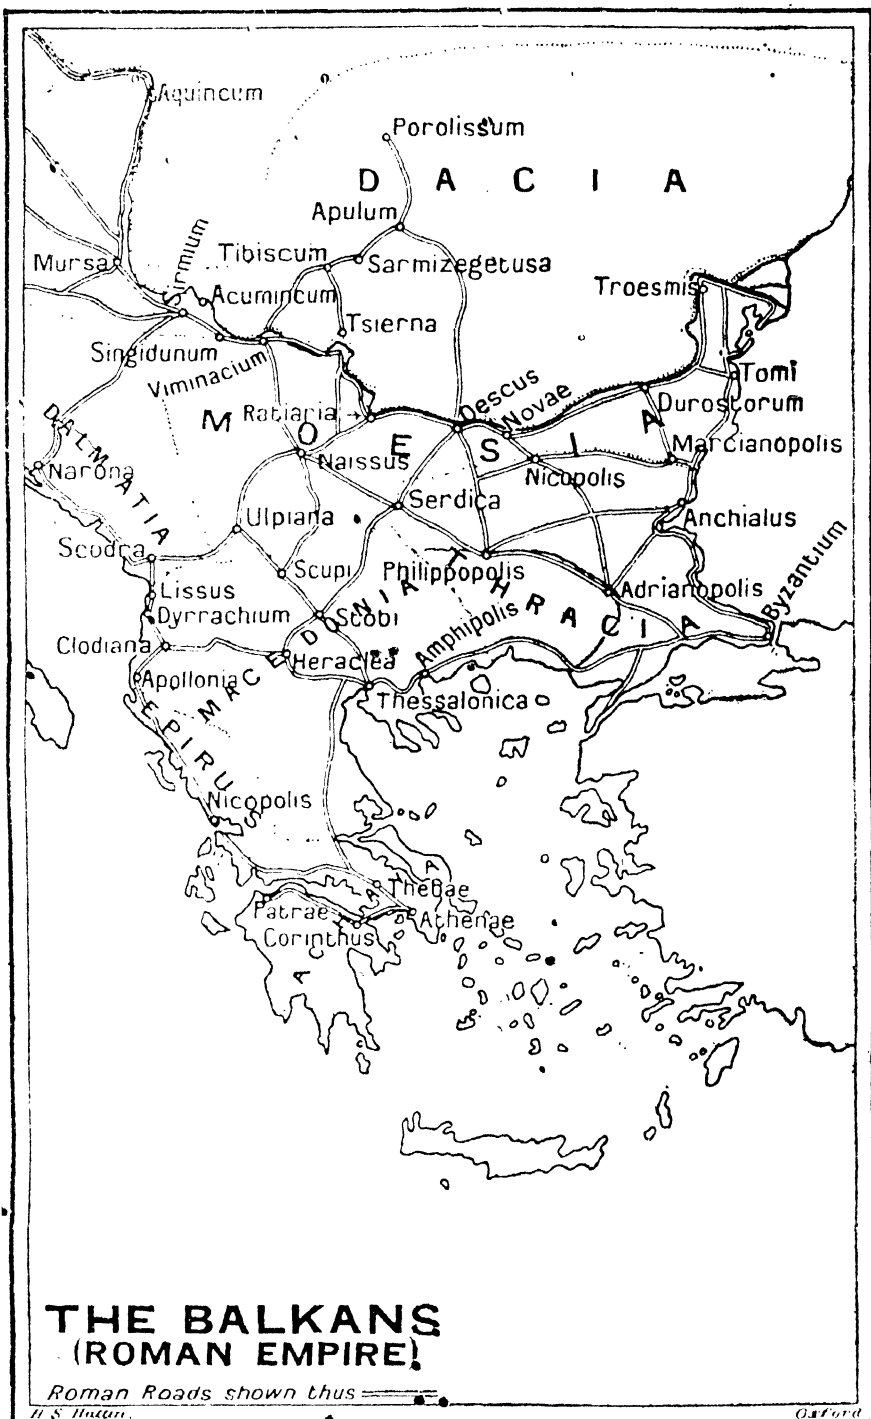 Aquincum
Porolissum
DACIA
Apulum
Tibiscum
Sarmizegetusa
Mursa
Sirmium
Acumincum
Troesmis
Tsierna
Singidunum
Viminacium
Tomi
Oescus
Novae
Durostorum
Ratiaria
MOESIA
DALMATIA
Marcianopolis
Narona
Naissus
Nicopolis
Serdica
Ulpiana
Anchialus
Scodra
Scupi
Philippopolis
THRACIA
Adrianopolis
Byzantium
Lissus
Dyrrachium
Stobi
MACEDONIA
Amphipolis
Clodiana
Heraclea
Apollonia
Thessalonica
EPIRUS
Nicopolis
Thebae
Patrae
Athenae
Corinthus
ACHAIA
THE BALKANS
(ROMAN EMPIRE)
Roman Roads shown thus
Oxford